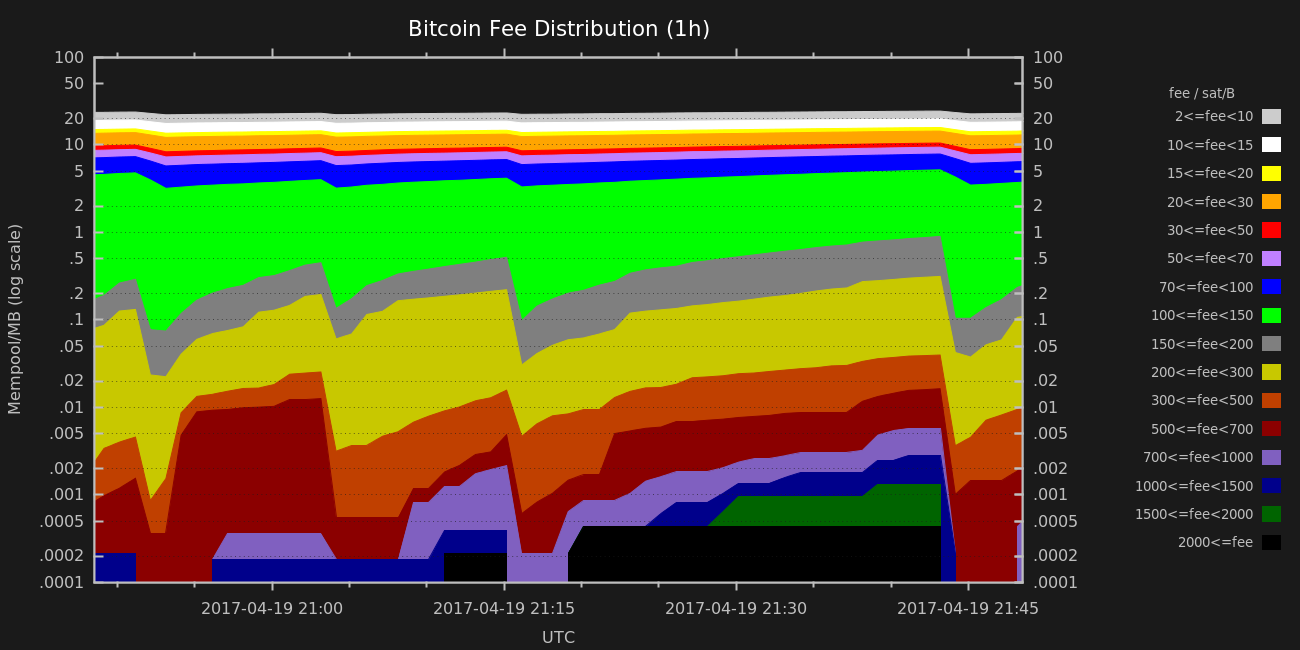 Bitcoin Fee Distribution (1h)
Mempool/MB (log scale)
100
50
20
10
5
2
1
.5
.2
.1
.05
.02
.01
.005
.002
.001
.0005
.0002
.0001
100
50
20
10
5
2
1
.5
.2
.1
.05
.02
.01
.005
.002
.001
.0005
.0002
.0001
2017-04-19 21:00 2017-04-19 21:15 2017-04-19 21:30 2017-04-19 21:45
UTC
fee / sat/B
2<=fee<10
10<=fee<15
15<=fee<20
20<=fee<30
30<=fee<50
50<=fee<70
70<=fee<100
100<=fee<150
150<=fee<200
200<=fee<300
300<=fee<500
500<=fee<700
700<=fee<1000
1000<=fee<1500
1500<=fee<2000
2000<=fee